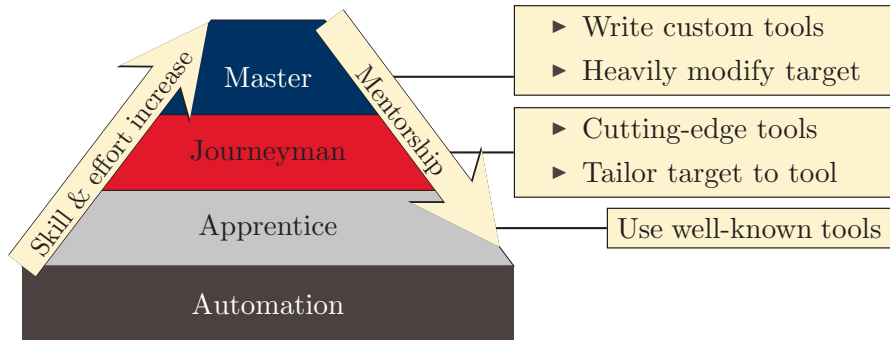 Master
Journeyman
Apprentice
Automation
Skill & effort increase
Mentorship
► Write custom tools
► Heavily modify target
► Cutting-edge tools
► Tailor target to tool
Use well-known tools